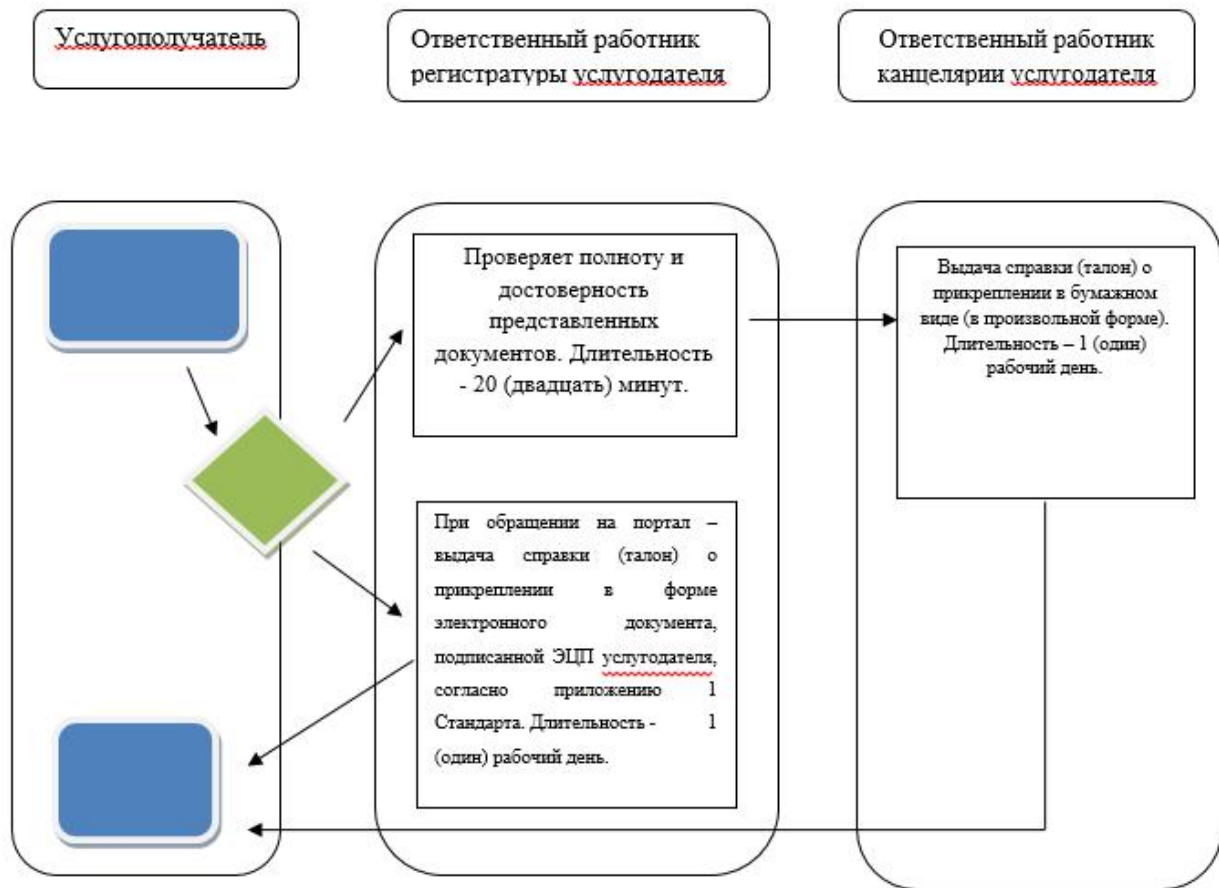 Услугополучатель
Ответственный работник
регистратуры услугодателя
Ответственный работник
канцелярии услугодателя
Проверяет полноту и
достоверность
представленных
документов. Длительность
- 20 (двадцать) минут.
При обращении на портал –
выдача справки (талон) о
прикреплении в форме
электронного документа,
подписанной ЭЦП услугодателя,
согласно приложению 1
Стандарта. Длительность - 1
(один) рабочий день.
Выдача справки (талон) о
прикреплении в бумажном
виде (в произвольной форме).
Длительность – 1 (один)
рабочий день.